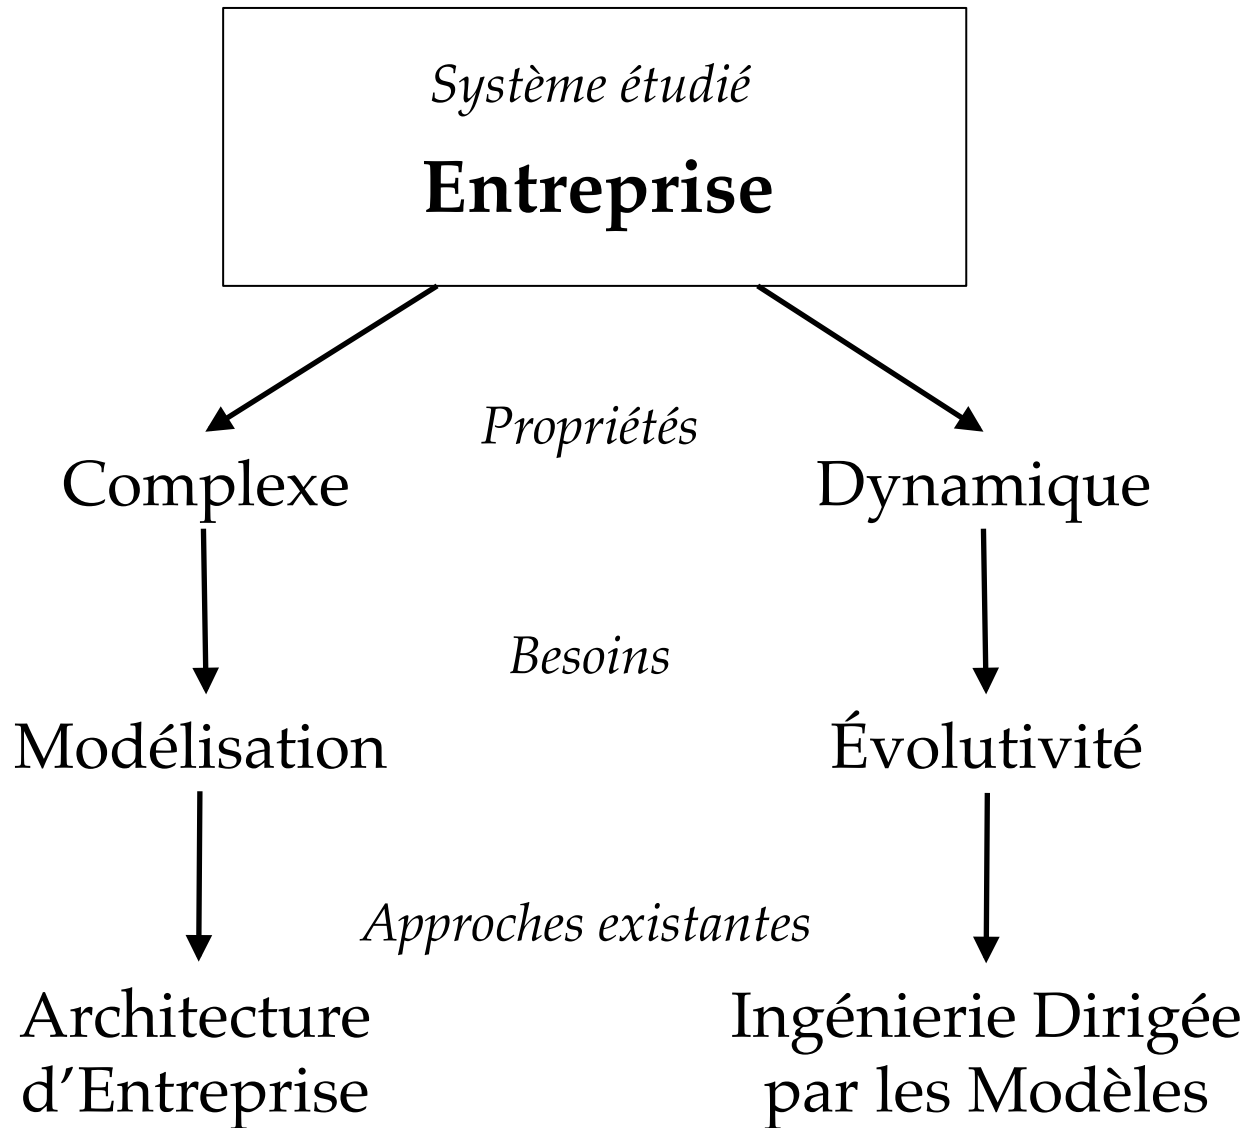 Système étudié
Entreprise
Propriétés
Complexe
Dynamique
Besoins
Modélisation
Évolutivité
Approches existantes
Architecture
d’Entreprise
Ingénierie Dirigée
par les Modèles